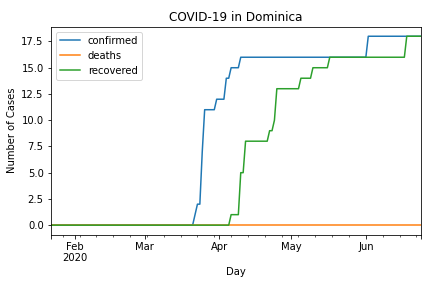 COVID-19 in Dominica
confirmed
deaths
recovered
17.5
15.0
12.5
10.0
7.5
5.0
2.5
0.0
Number of Cases
Feb
2020
Mar
Apr
May
Jun
Day